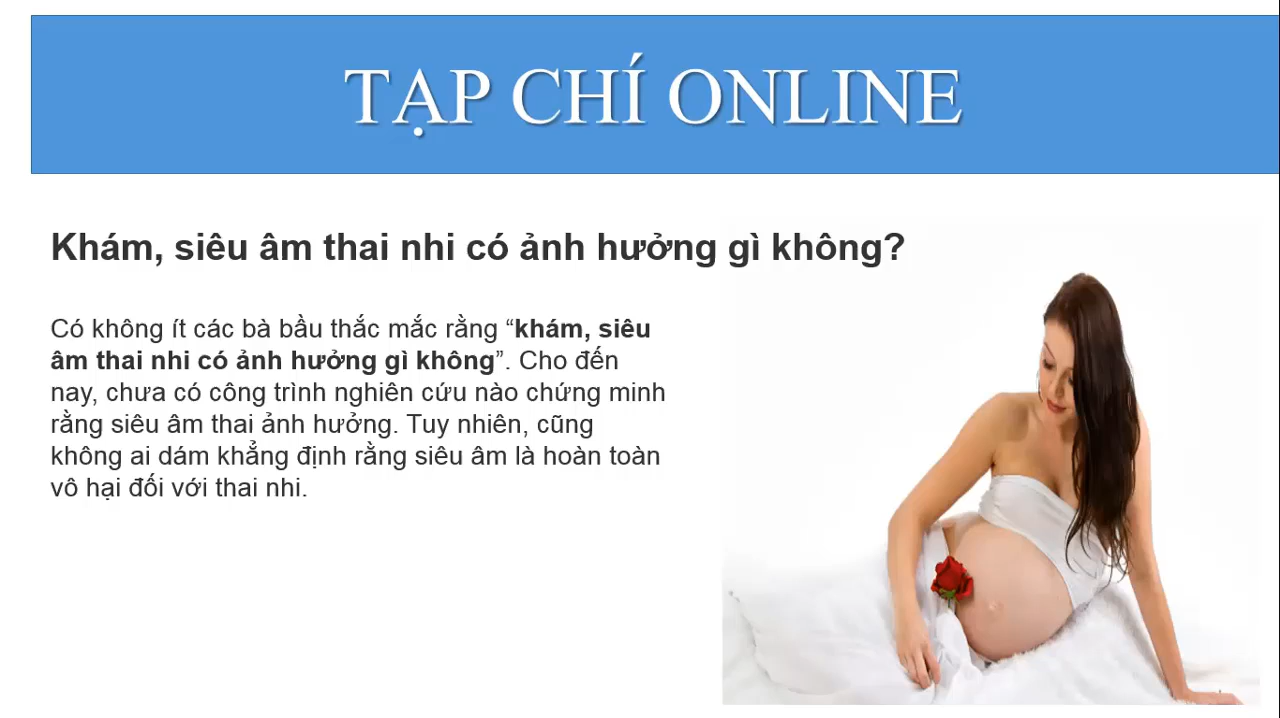 TẠP CHÍ ONLINE
Khám, siêu âm thai nhi có ảnh hưởng gì không?
Có không ít các bà bầu thắc mắc rằng “khám, siêu
âm thai nhi có ảnh hưởng gì không”. Cho đến
nay, chưa có công trình nghiên cứu nào chứng minh
rằng siêu âm thai ảnh hưởng. Tuy nhiên, cũng
không ai dám khẳng định rằng siêu âm là hoàn toàn
vô hại đối với thai nhi.